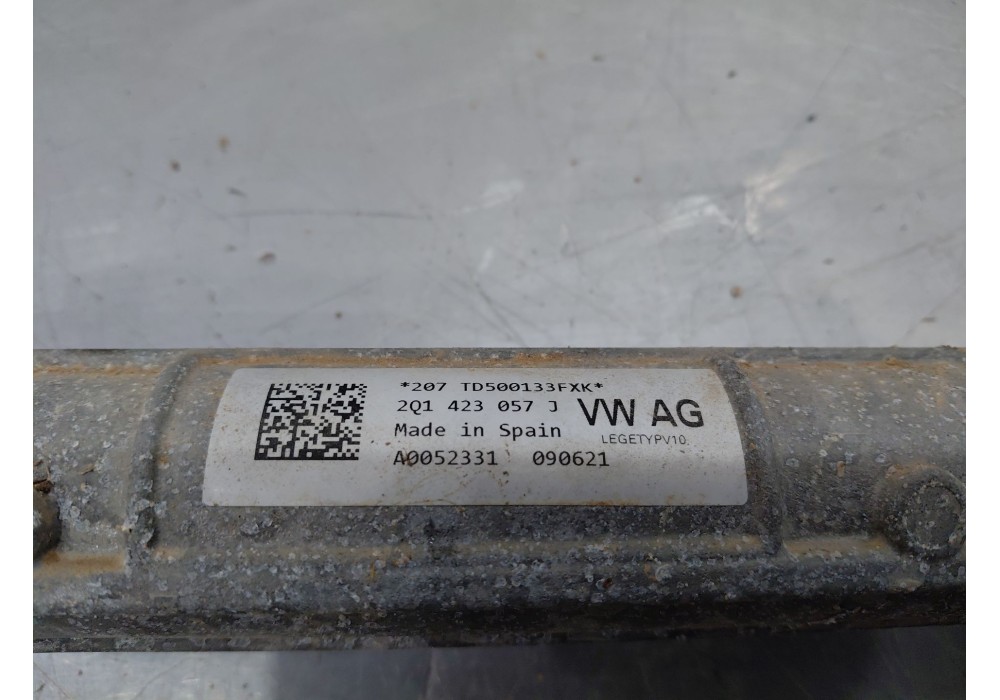 *207 TD500133FXK*
2Q1 423 057 J VW AG
Made in Spain LEGETYPV10.
A0052331 090621